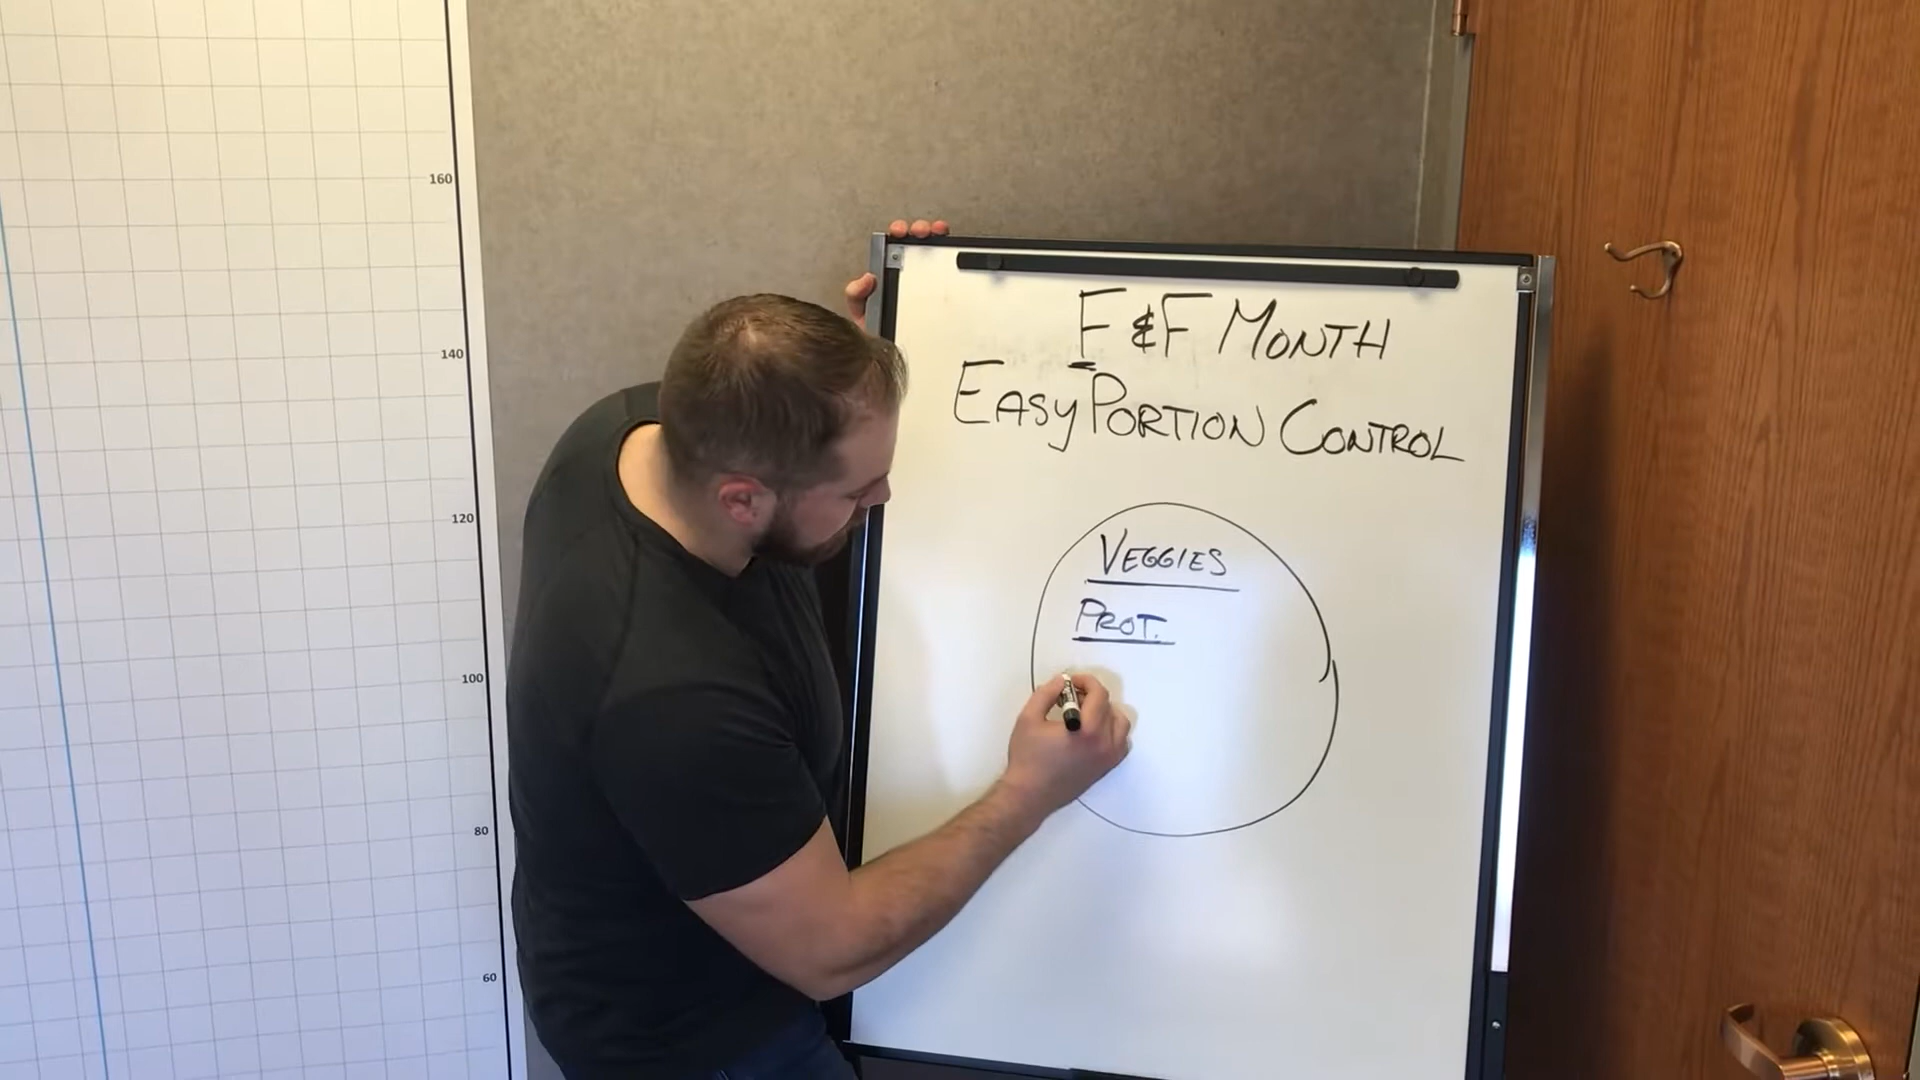 160
140
120
100
80
60
F & F MONTH
EASY PORTION CONTROL
VEGGIES
PROT.